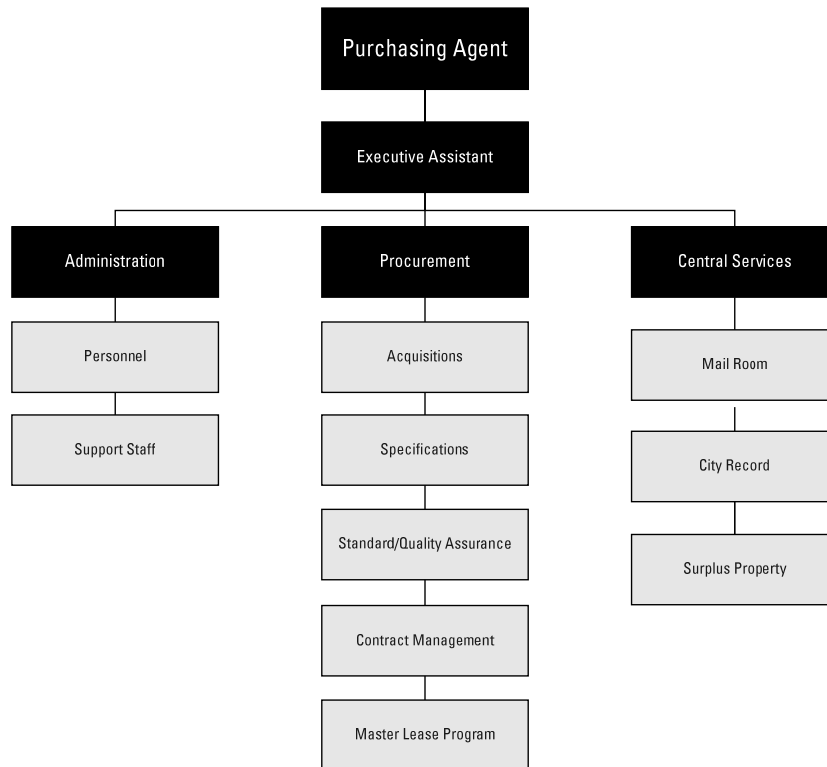 Purchasing Agent
Executive Assistant
Administration
Procurement
Central Services
Personnel
Acquisitions
Mail Room
Support Staff
Specifications
City Record
Standard/Quality Assurance
Surplus Property
Contract Management
Master Lease Program